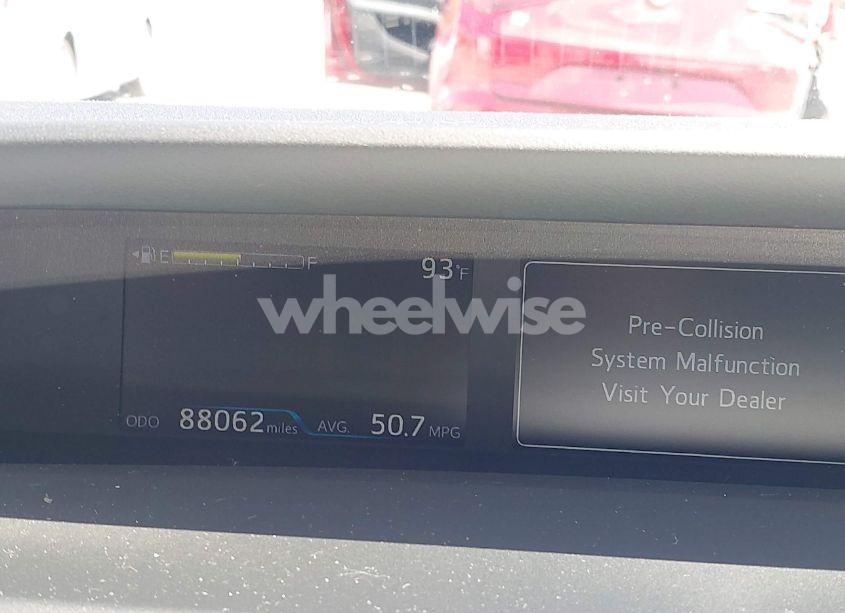 E F 93°F
wheelwise
Pre-Collision
System Malfunction
Visit Your Dealer
ODO 88062 miles AVG. 50.7 MPG